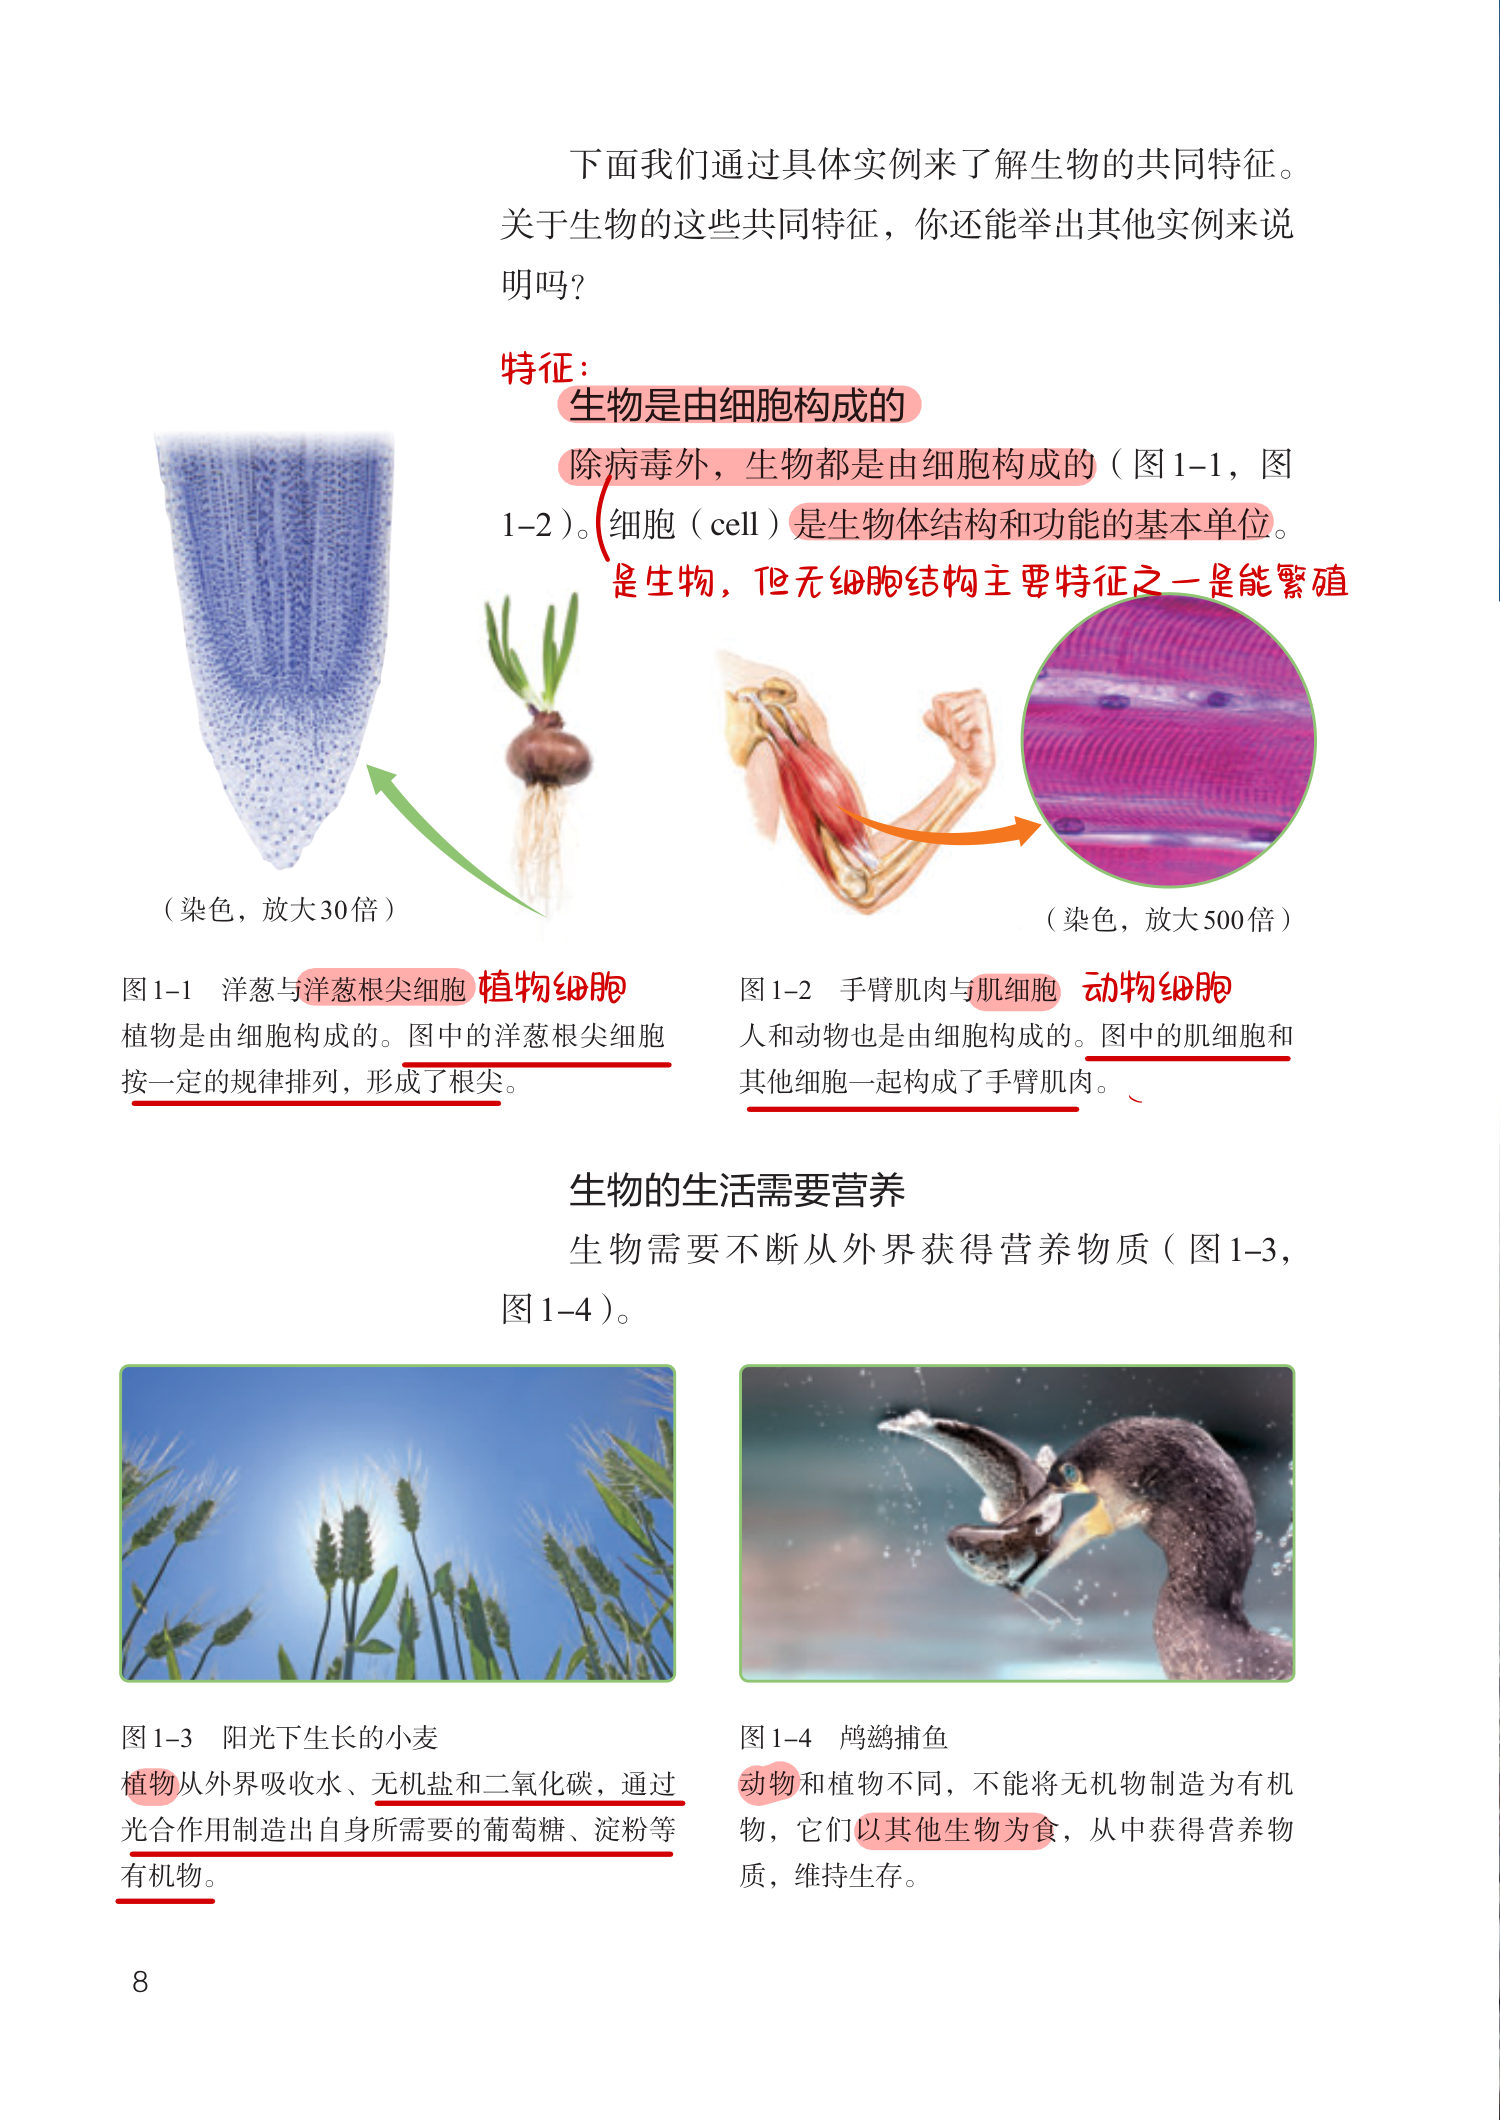 下面我们通过具体实例来了解生物的共同特征。
关于生物的这些共同特征，你还能举出其他实例来说
明吗？
特征：
生物是由细胞构成的
除病毒外，生物都是由细胞构成的（图1–1，图
1–2）。细胞（cell）是生物体结构和功能的基本单位。
是生物，但无细胞结构主要特征之一是能繁殖
（染色，放大30倍）
（染色，放大500倍）
图1–1 洋葱与洋葱根尖细胞 植物细胞
植物是由细胞构成的。图中的洋葱根尖细胞
按一定的规律排列，形成了根尖。
图1–2 手臂肌肉与肌细胞 动物细胞
人和动物也是由细胞构成的。图中的肌细胞和
其他细胞一起构成了手臂肌肉。
生物的生活需要营养
生物需要不断从外界获得营养物质（图1–3，
图1–4）。
图1–3 阳光下生长的小麦
植物从外界吸收水、无机盐和二氧化碳，通过
光合作用制造出自身所需要的葡萄糖、淀粉等
有机物。
图1–4 鸬鹚捕鱼
动物和植物不同，不能将无机物制造为有机
物，它们以其他生物为食，从中获得营养物
质，维持生存。
8